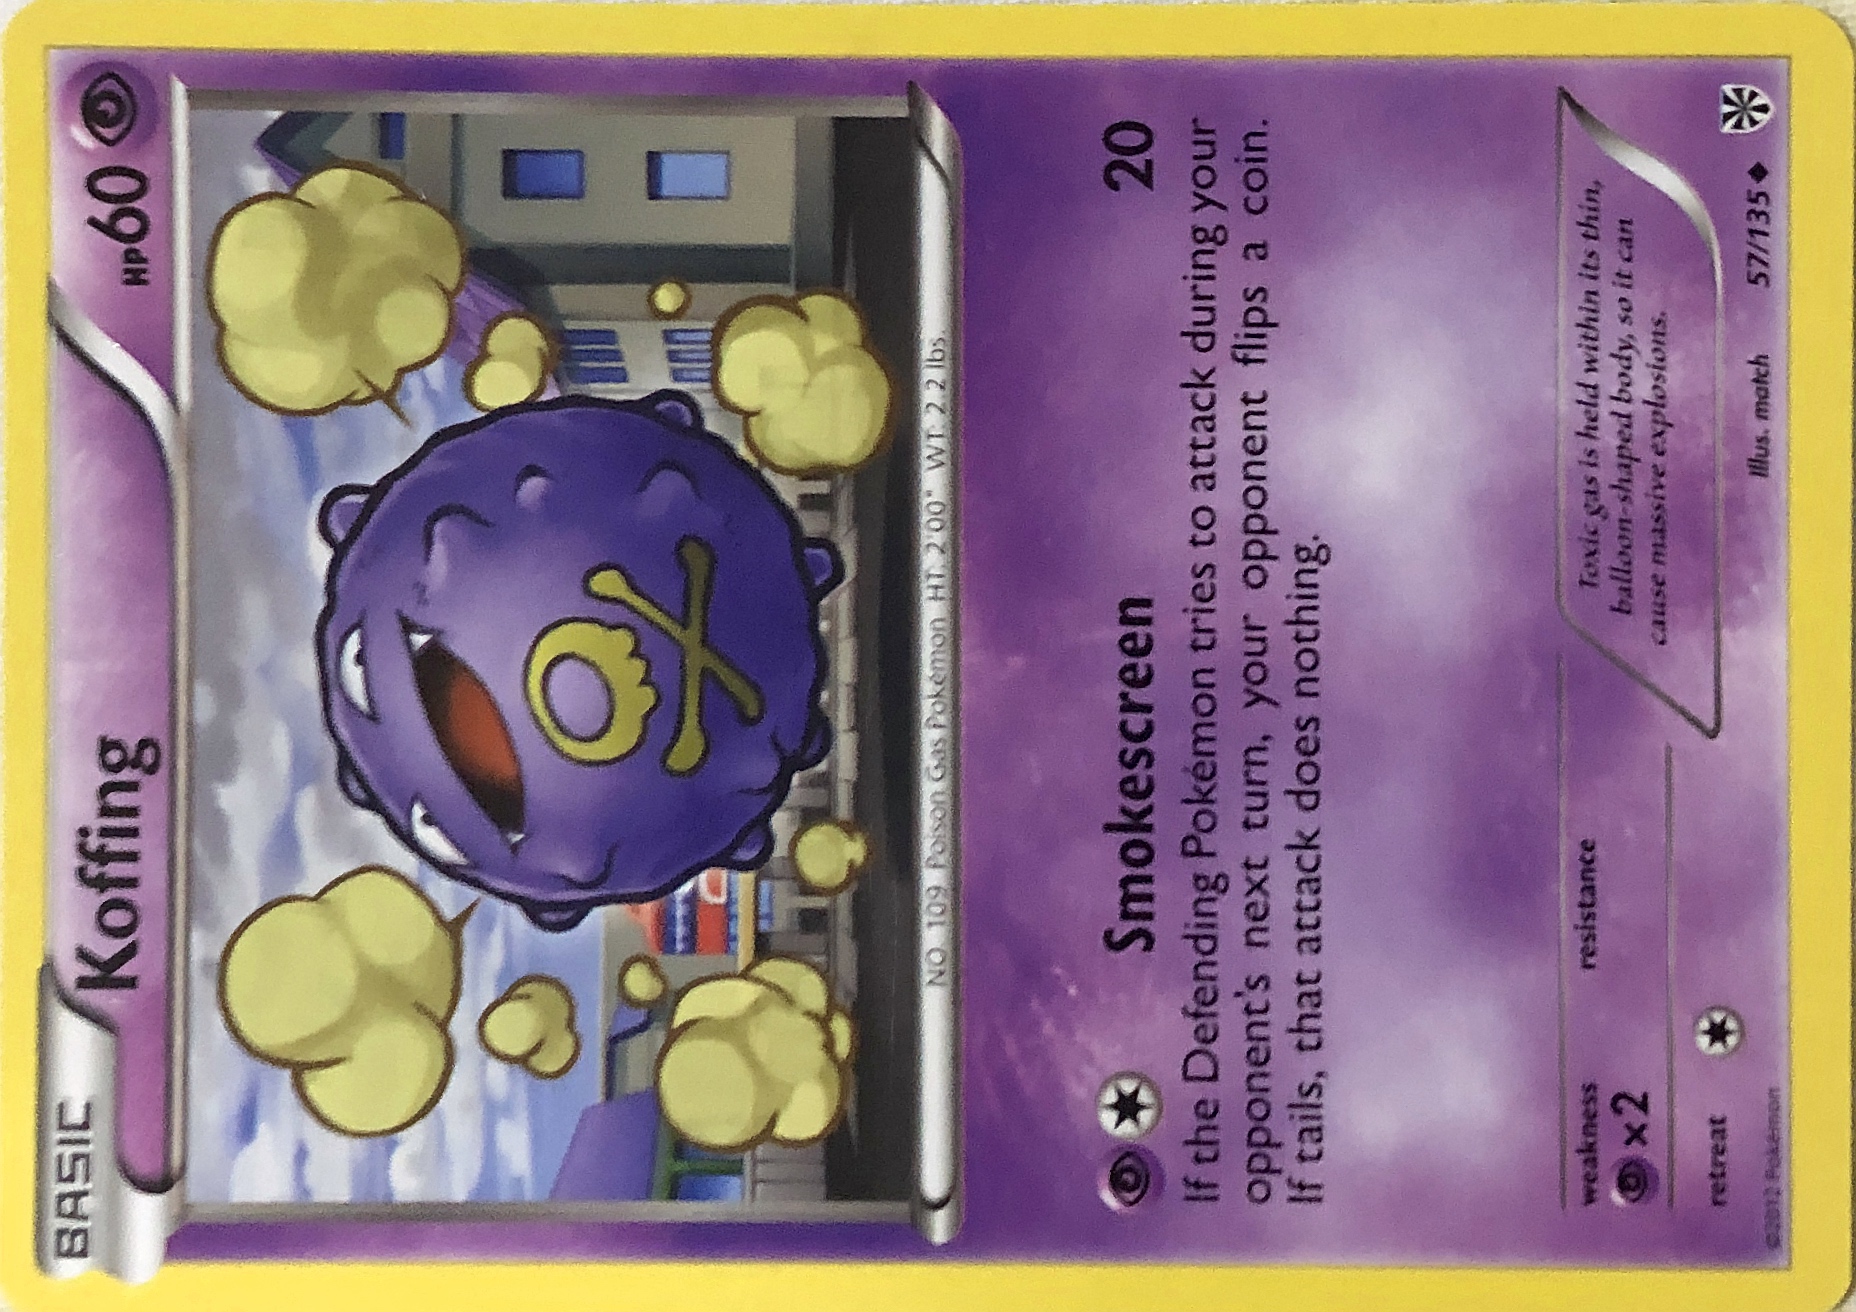 BASIC
Koffing
HP60
NO. 109 Poison Gas Pokémon HT: 2'00" WT: 2.2 lbs.
Smokescreen 20
If the Defending Pokémon tries to attack during your
opponent's next turn, your opponent flips a coin.
If tails, that attack does nothing.
weakness resistance
×2
Toxic gas is held within its thin,
balloon-shaped body, so it can
cause massive explosions.
retreat
Illus. match 57/135
©2012 Pokémon